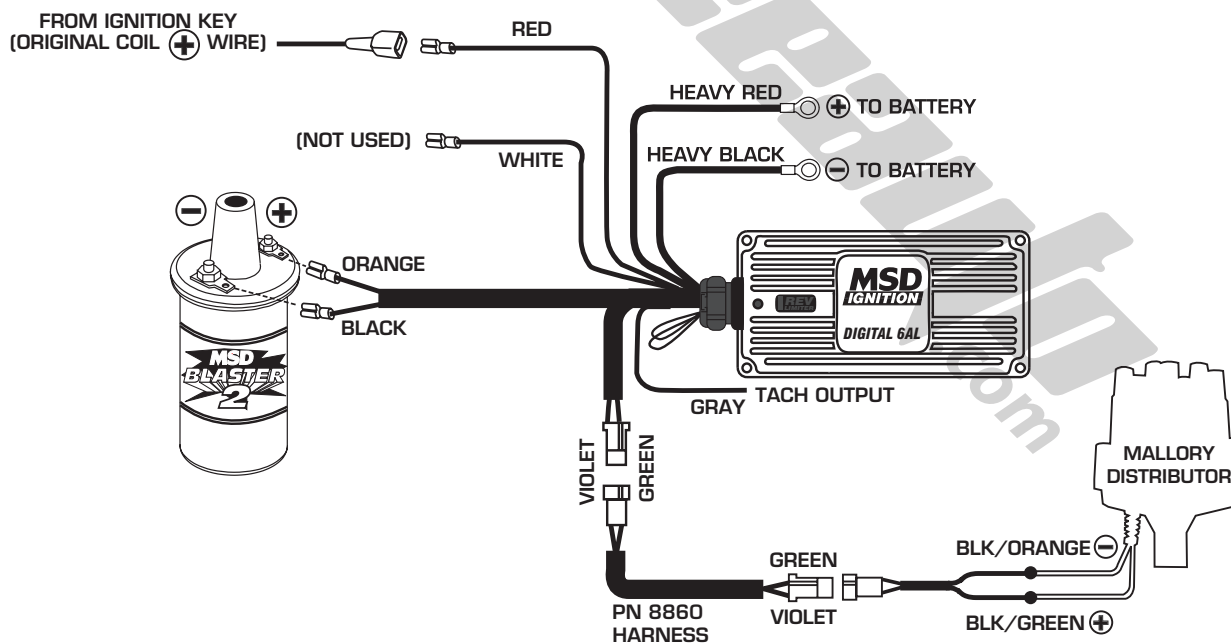 FROM IGNITION KEY
(ORIGINAL COIL + WIRE)
RED
HEAVY RED
+ TO BATTERY
(NOT USED)
WHITE
HEAVY BLACK
− TO BATTERY
− +
ORANGE
BLACK
MSD
BLASTER
2
MSD
IGNITION
DIGITAL 6AL
REV
LIMITER
GRAY
TACH OUTPUT
VIOLET
GREEN
MALLORY
DISTRIBUTOR
BLK/ORANGE −
GREEN
VIOLET
BLK/GREEN +
PN 8860
HARNESS
.com